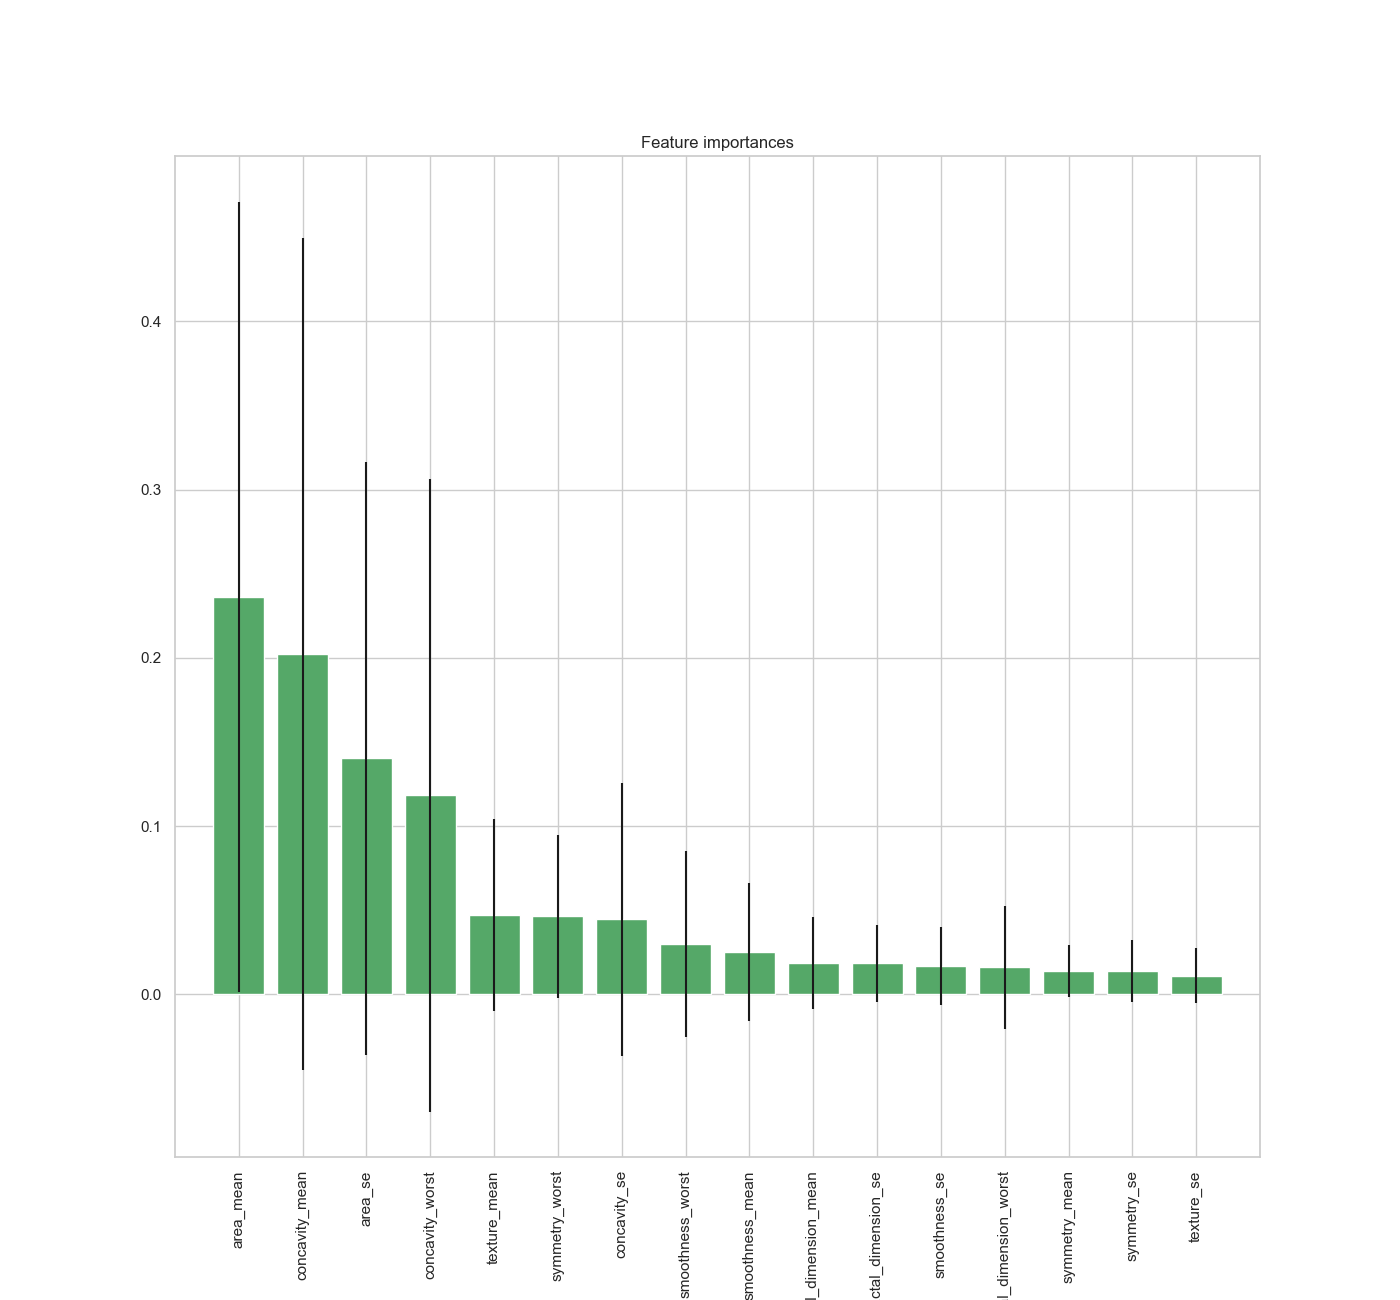 Feature importances
0.4
0.3
0.2
0.1
0.0
area_mean
concavity_mean
area_se
concavity_worst
texture_mean
symmetry_worst
concavity_se
smoothness_worst
smoothness_mean
l_dimension_mean
ctal_dimension_se
smoothness_se
al_dimension_worst
symmetry_mean
symmetry_se
texture_se